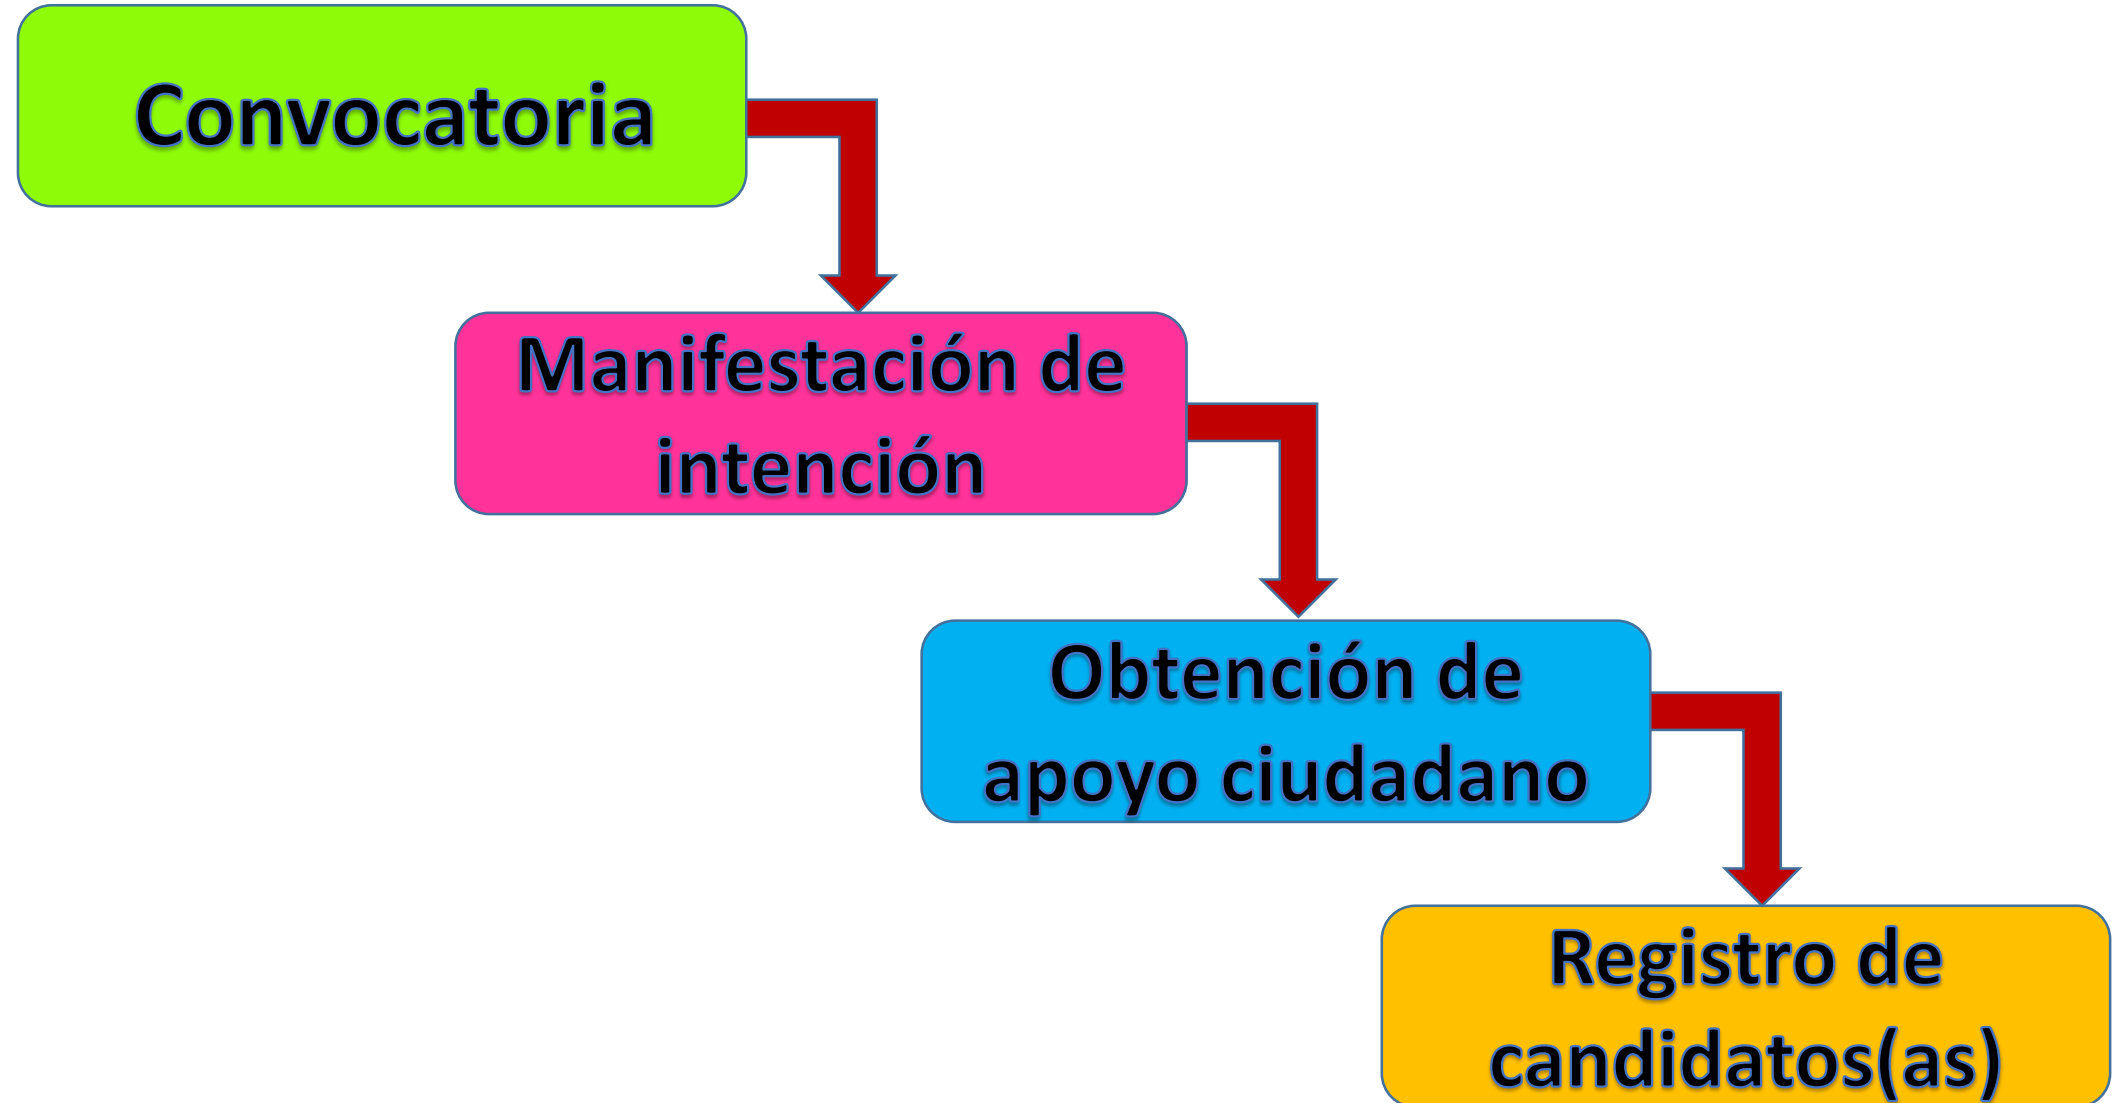 Convocatoria
Manifestación de
intención
Obtención de
apoyo ciudadano
Registro de
candidatos(as)